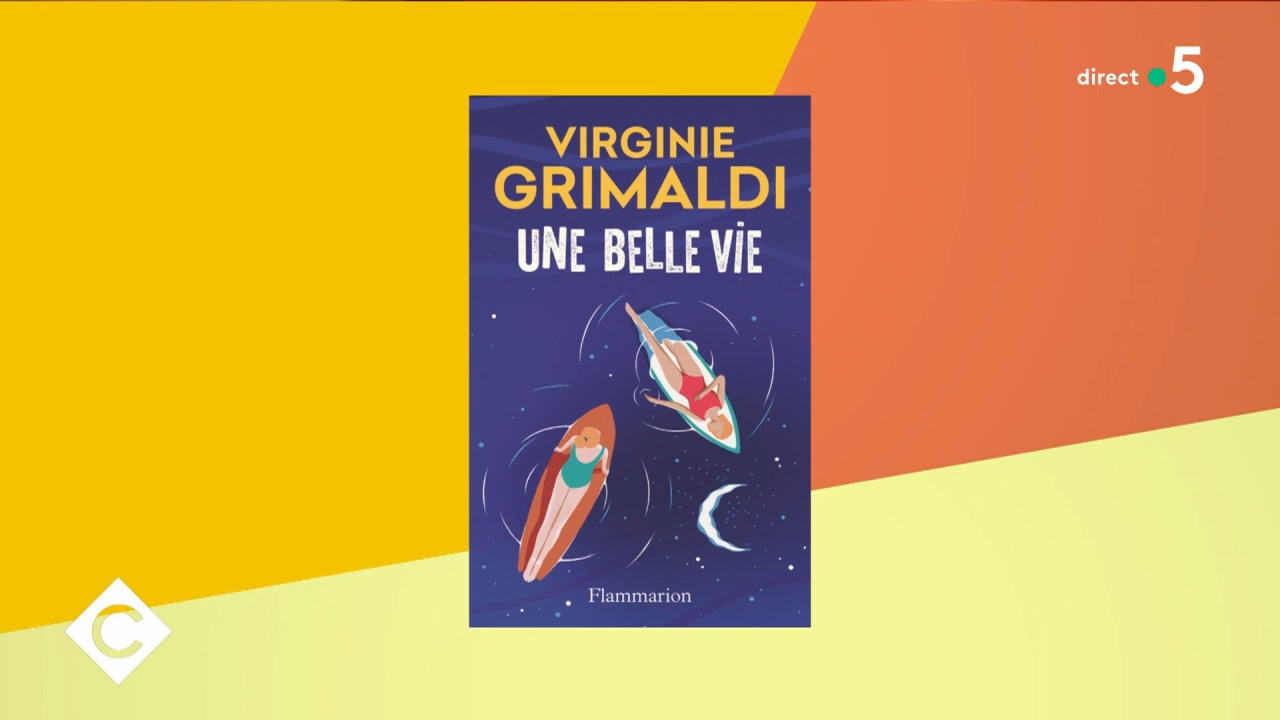 direct 5
VIRGINIE
GRIMALDI
UNE BELLE VIE
Flammarion
C